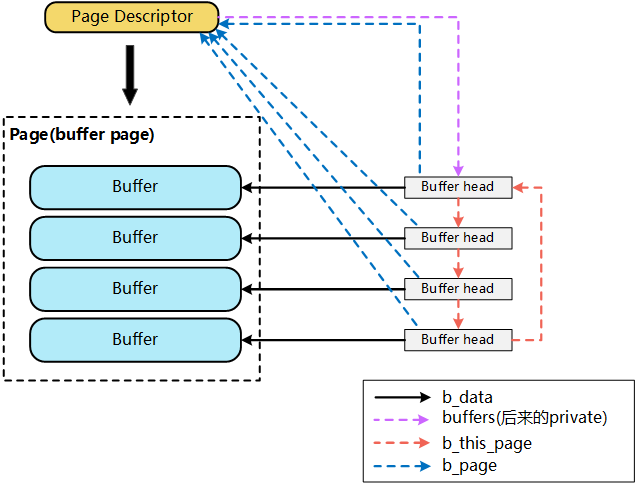 Page Descriptor
Page(buffer page)
Buffer
Buffer head
Buffer
Buffer head
Buffer
Buffer head
Buffer
Buffer head
b_data
buffers(后来的private)
b_this_page
b_page